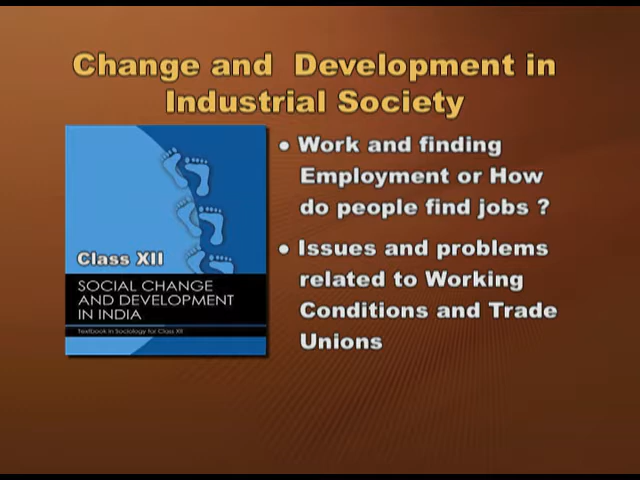 Change and Development in
Industrial Society
• Work and finding
Employment or How
do people find jobs ?
• Issues and problems
related to Working
Conditions and Trade
Unions
Class XII
SOCIAL CHANGE
AND DEVELOPMENT
IN INDIA
Textbook in Sociology for Class XII